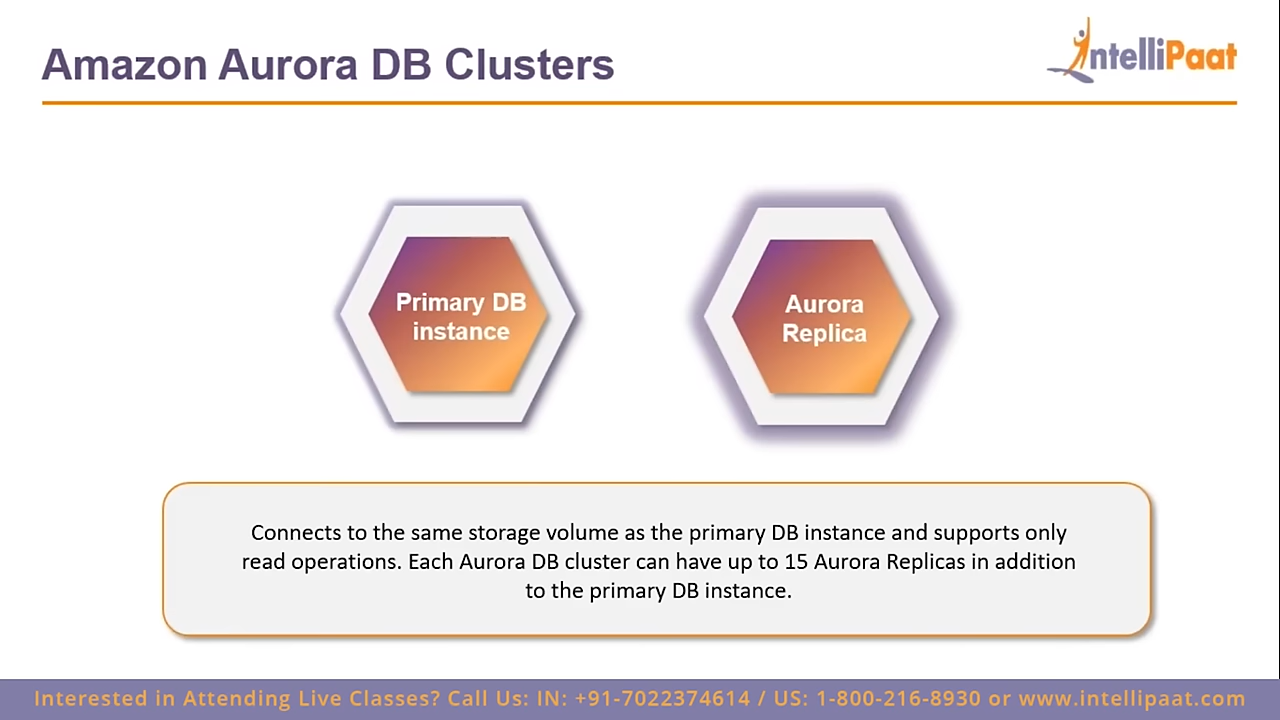 Amazon Aurora DB Clusters
IntelliPaat
Primary DB
instance
Aurora
Replica
Connects to the same storage volume as the primary DB instance and supports only
read operations. Each Aurora DB cluster can have up to 15 Aurora Replicas in addition
to the primary DB instance.
Interested in Attending Live Classes? Call Us: IN: +91-7022374614 / US: 1-800-216-8930 or www.intellipaat.com